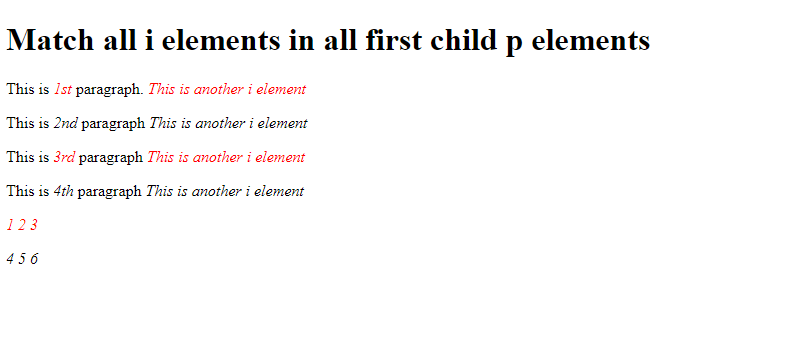 Match all i elements in all first child p elements
This is 1st paragraph. This is another i element
This is 2nd paragraph This is another i element
This is 3rd paragraph This is another i element
This is 4th paragraph This is another i element
1 2 3
4 5 6